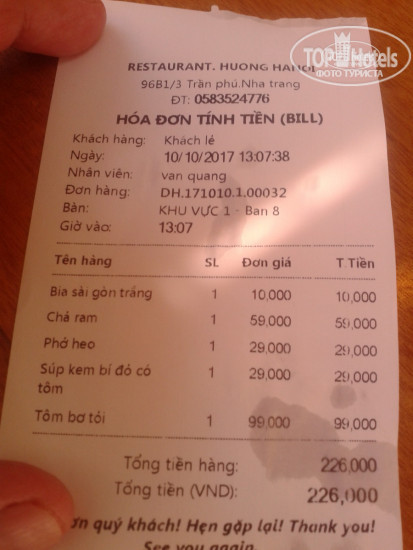 TOPHotels
ФОТО ТУРИСТА
RESTAURANT. HUONG HANOI
96B1/3 Trần phú.Nha trang
ĐT: 0583524776
HÓA ĐƠN TÍNH TIỀN (BILL)
Khách hàng: Khách lẻ
Ngày: 10/10/2017 13:07:38
Nhân viên: van quang
Đơn hàng: DH.171010.1.00032
Bàn: KHU VỰC 1 - Ban 8
Giờ vào: 13:07
Tên hàng SL Đơn giá T.Tiền
Bia sài gòn trắng 1 10,000 10,000
Chả ram 1 59,000 59,000
Phở heo 1 29,000 29,000
Súp kem bí đỏ có 1 29,000 29,000
tôm
Tôm bơ tỏi 1 99,000 99,000
Tổng tiền hàng: 226,000
Tổng tiền (VND): 226,000
ơn quý khách! Hẹn gặp lại! Thank you!
See you again